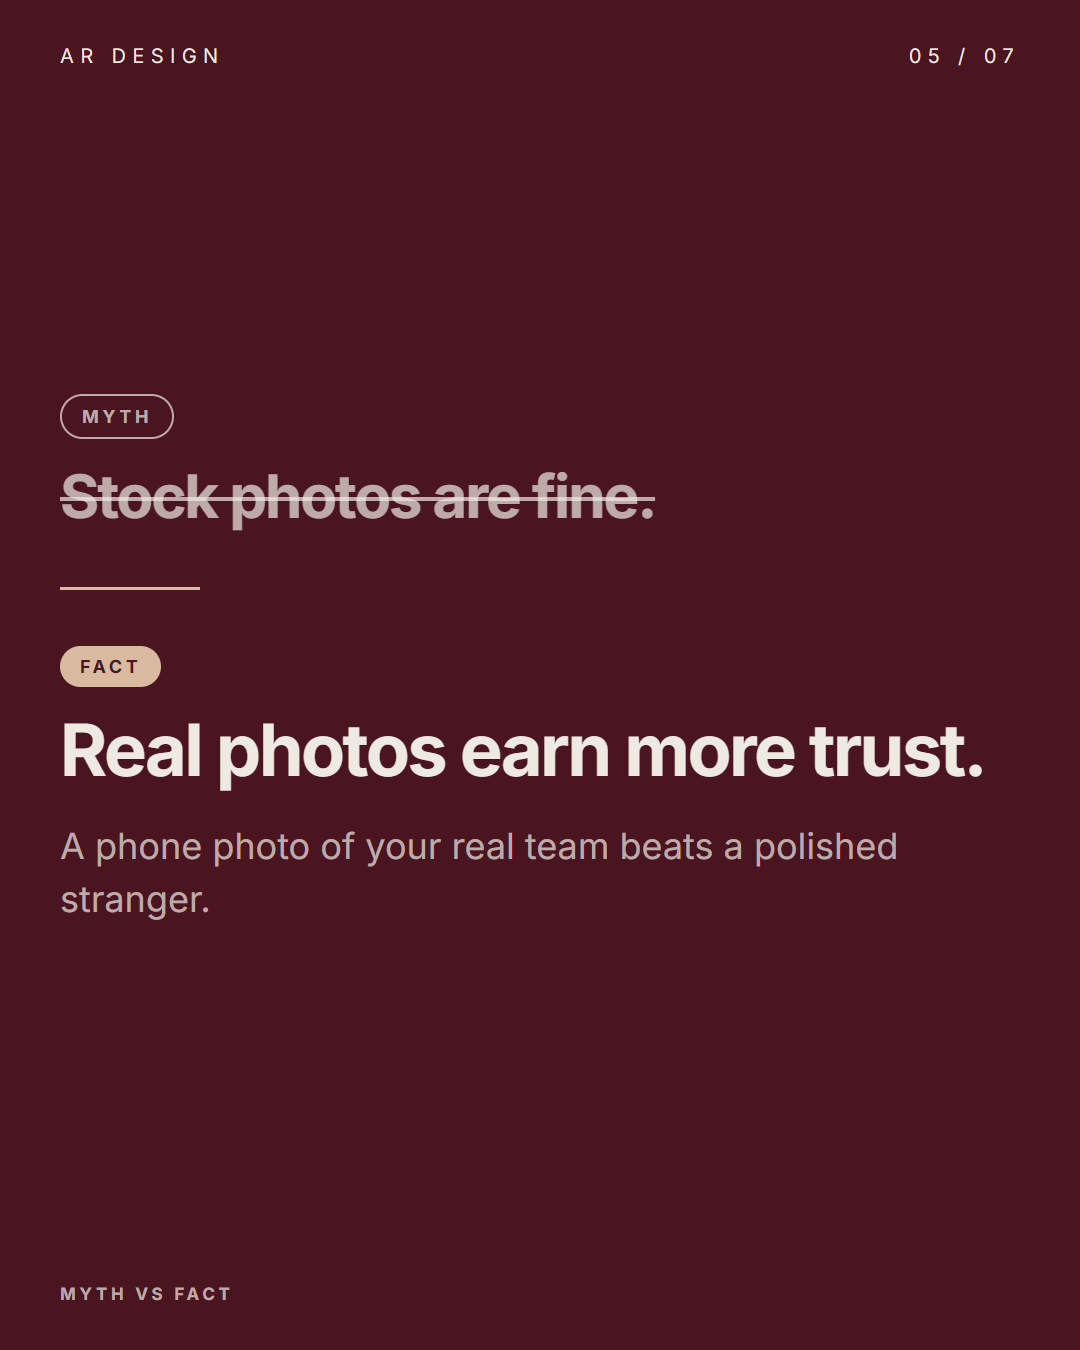 AR DESIGN
05 / 07
MYTH
Stock photos are fine.
FACT
Real photos earn more trust.
A phone photo of your real team beats a polished
stranger.
MYTH VS FACT